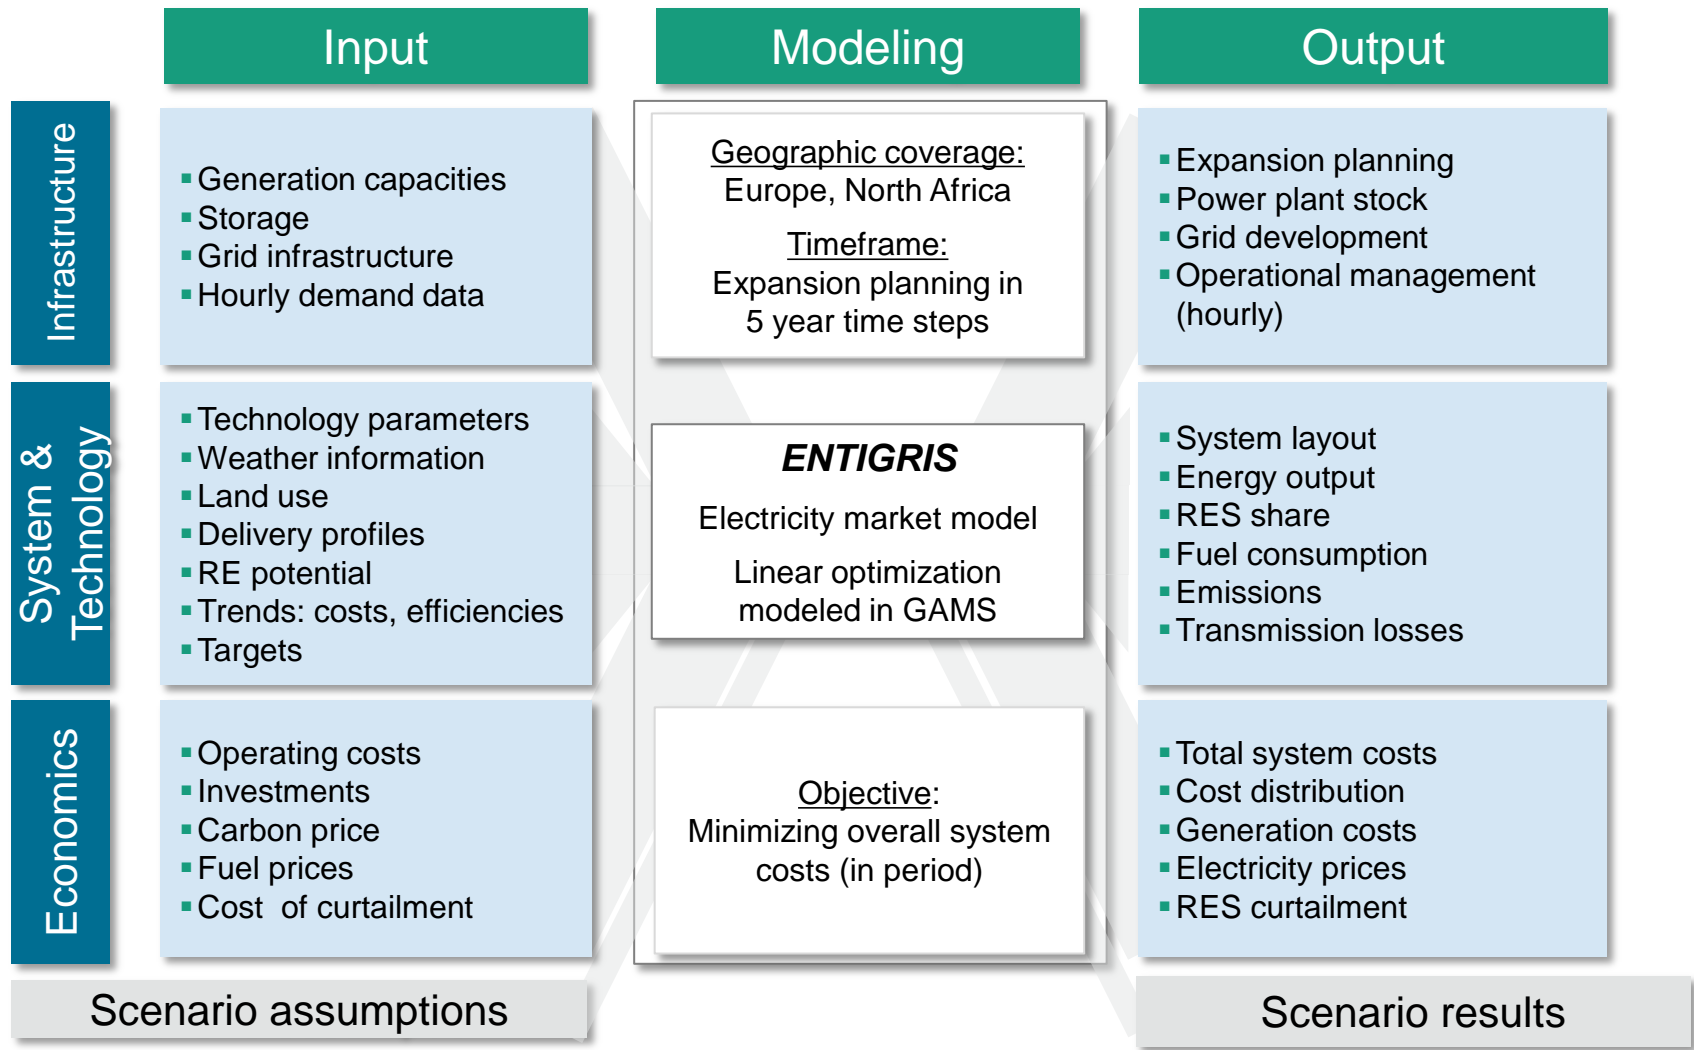 Input
Modeling
Output
Infrastructure
▪Generation capacities
▪Storage
▪Grid infrastructure
▪Hourly demand data
Geographic coverage:
Europe, North Africa
Timeframe:
Expansion planning in
5 year time steps
▪Expansion planning
▪Power plant stock
▪Grid development
▪Operational management
(hourly)
System &
Technology
▪Technology parameters
▪Weather information
▪Land use
▪Delivery profiles
▪RE potential
▪Trends: costs, efficiencies
▪Targets
ENTIGRIS
Electricity market model
Linear optimization
modeled in GAMS
▪System layout
▪Energy output
▪RES share
▪Fuel consumption
▪Emissions
▪Transmission losses
Economics
▪Operating costs
▪Investments
▪Carbon price
▪Fuel prices
▪Cost of curtailment
Objective:
Minimizing overall system
costs (in period)
▪Total system costs
▪Cost distribution
▪Generation costs
▪Electricity prices
▪RES curtailment
Scenario assumptions
Scenario results